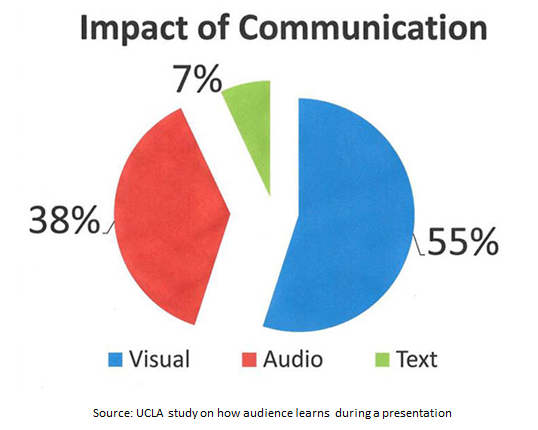 Impact of Communication
7%
38%
55%
Visual Audio Text
Source: UCLA study on how audience learns during a presentation